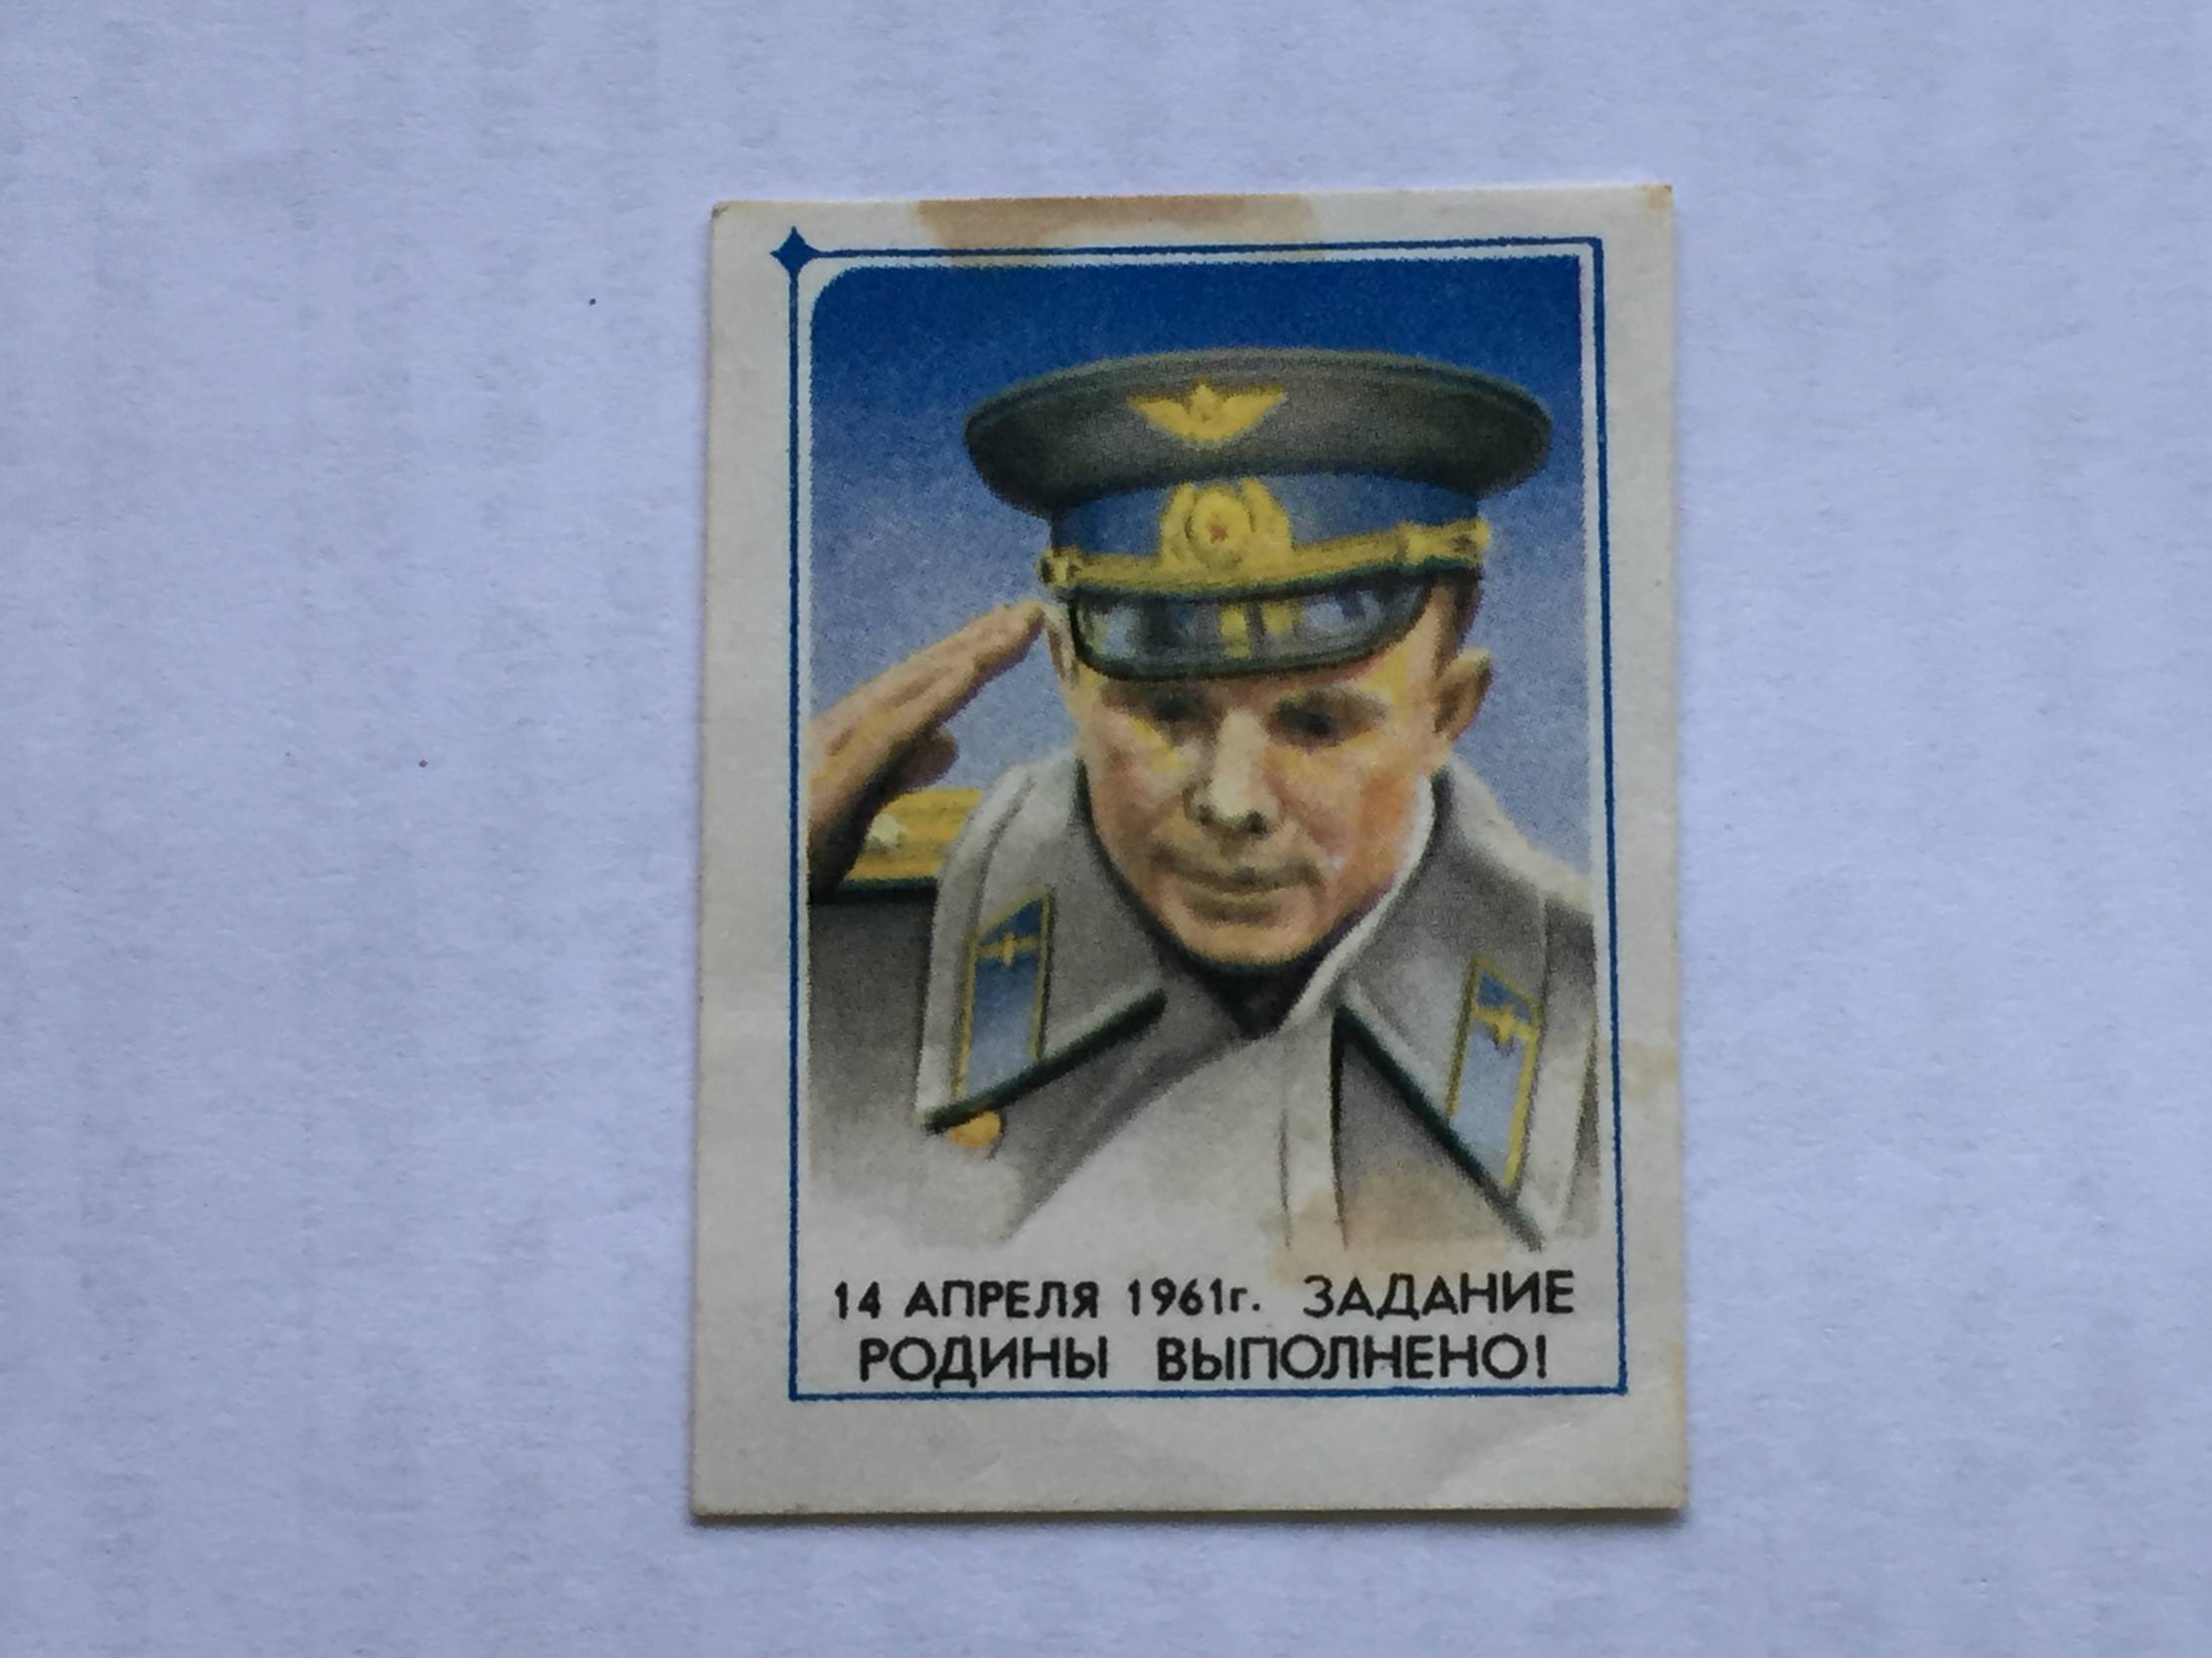 14 АПРЕЛЯ 1961г. ЗАДАНИЕ
РОДИНЫ ВЫПОЛНЕНО!